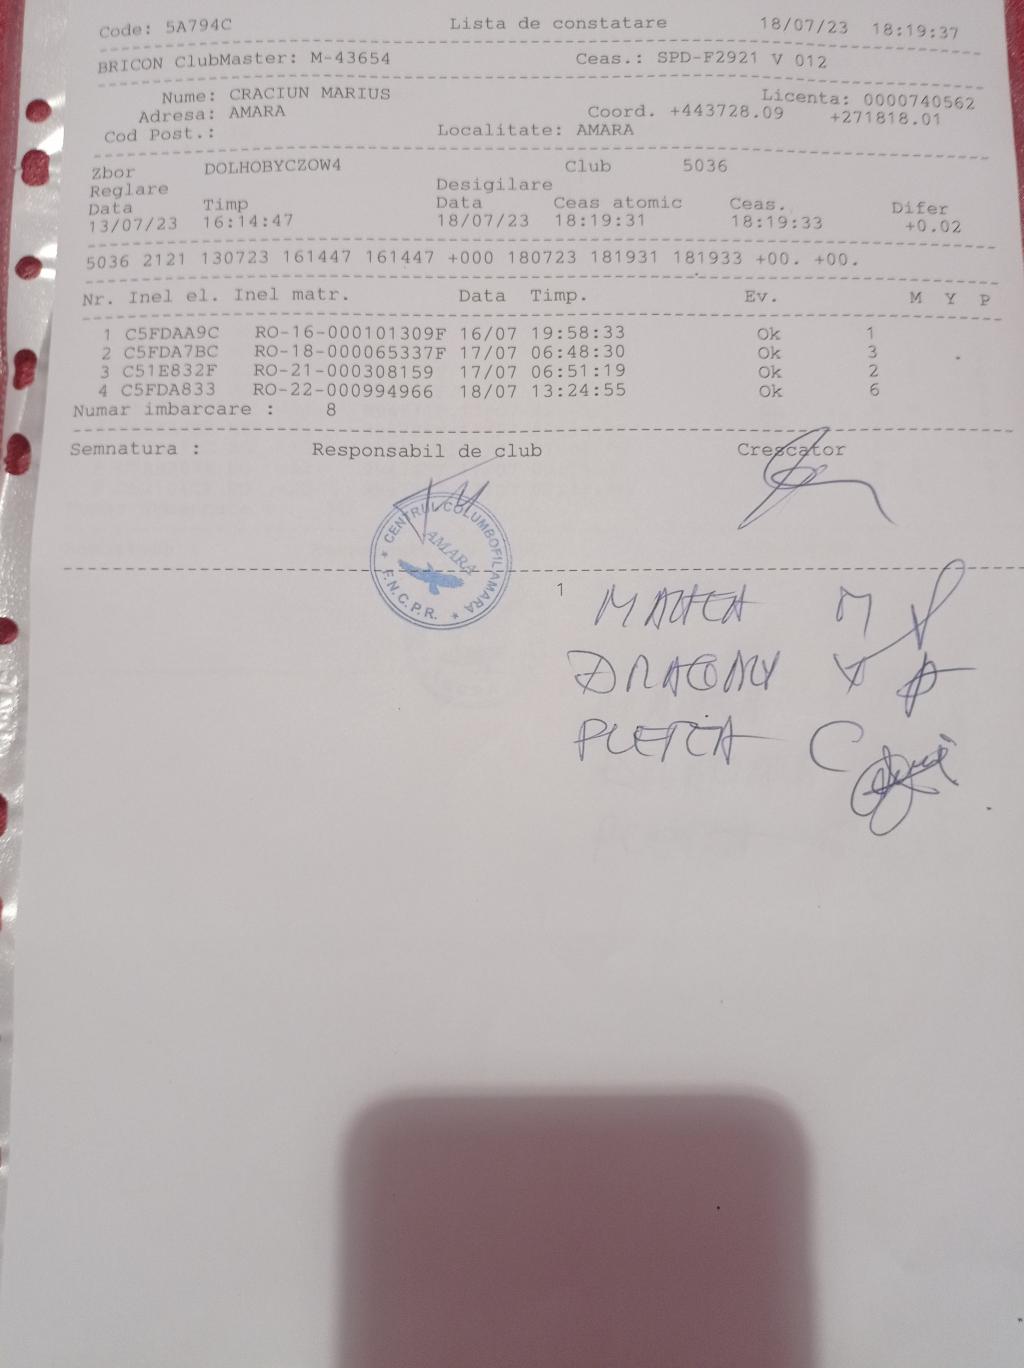 Code: 5A794C Lista de constatare 18/07/23 18:19:37
BRICON ClubMaster: M-43654 Ceas.: SPD-F2921 V 012
Nume: CRACIUN MARIUS Licenta: 0000740562
Adresa: AMARA Coord. +443728.09 +271818.01
Cod Post.: Localitate: AMARA
Zbor DOLHOBYCZOW4 Club 5036
Reglare Desigilare
Data Timp Data Ceas atomic Ceas. Difer
13/07/23 16:14:47 18/07/23 18:19:31 18:19:33 +0.02
5036 2121 130723 161447 161447 +000 180723 181931 181933 +00. +00.
Nr. Inel el. Inel matr. Data Timp. Ev. M Y P
1 C5FDAA9C RO-16-000101309F 16/07 19:58:33 Ok 1
2 C5FDA7BC RO-18-000065337F 17/07 06:48:30 Ok 3
3 C51E832F RO-21-000308159 17/07 06:51:19 Ok 2
4 C5FDA833 RO-22-000994966 18/07 13:24:55 Ok 6
Numar imbarcare : 8
Semnatura : Responsabil de club Crescator
* CENTRUL COLUMBOFIL AMARA * F.N.C.P.R.
AMARA
1